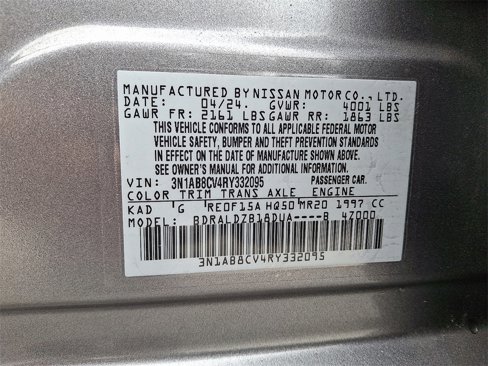 MANUFACTURED BY NISSAN MOTOR CO., LTD.
DATE: 04/24. GVWR: 4001 LBS
GAWR FR: 2161 LBS GAWR RR: 1863 LBS
THIS VEHICLE CONFORMS TO ALL APPLICABLE FEDERAL MOTOR
VEHICLE SAFETY, BUMPER AND THEFT PREVENTION STANDARDS
IN EFFECT ON THE DATE OF MANUFACTURE SHOWN ABOVE.
SEE OWNER'S MANUAL FOR ADDITIONAL INFORMATION.
VIN: 3N1AB8CV4RY332095 PASSENGER CAR.
COLOR TRIM TRANS AXLE ENGINE
KAD G RE0F15A HQ50 MR20 1997 CC
MODEL: BDRALDZB18DUA----B 4Z000
3N1AB8CV4RY332095